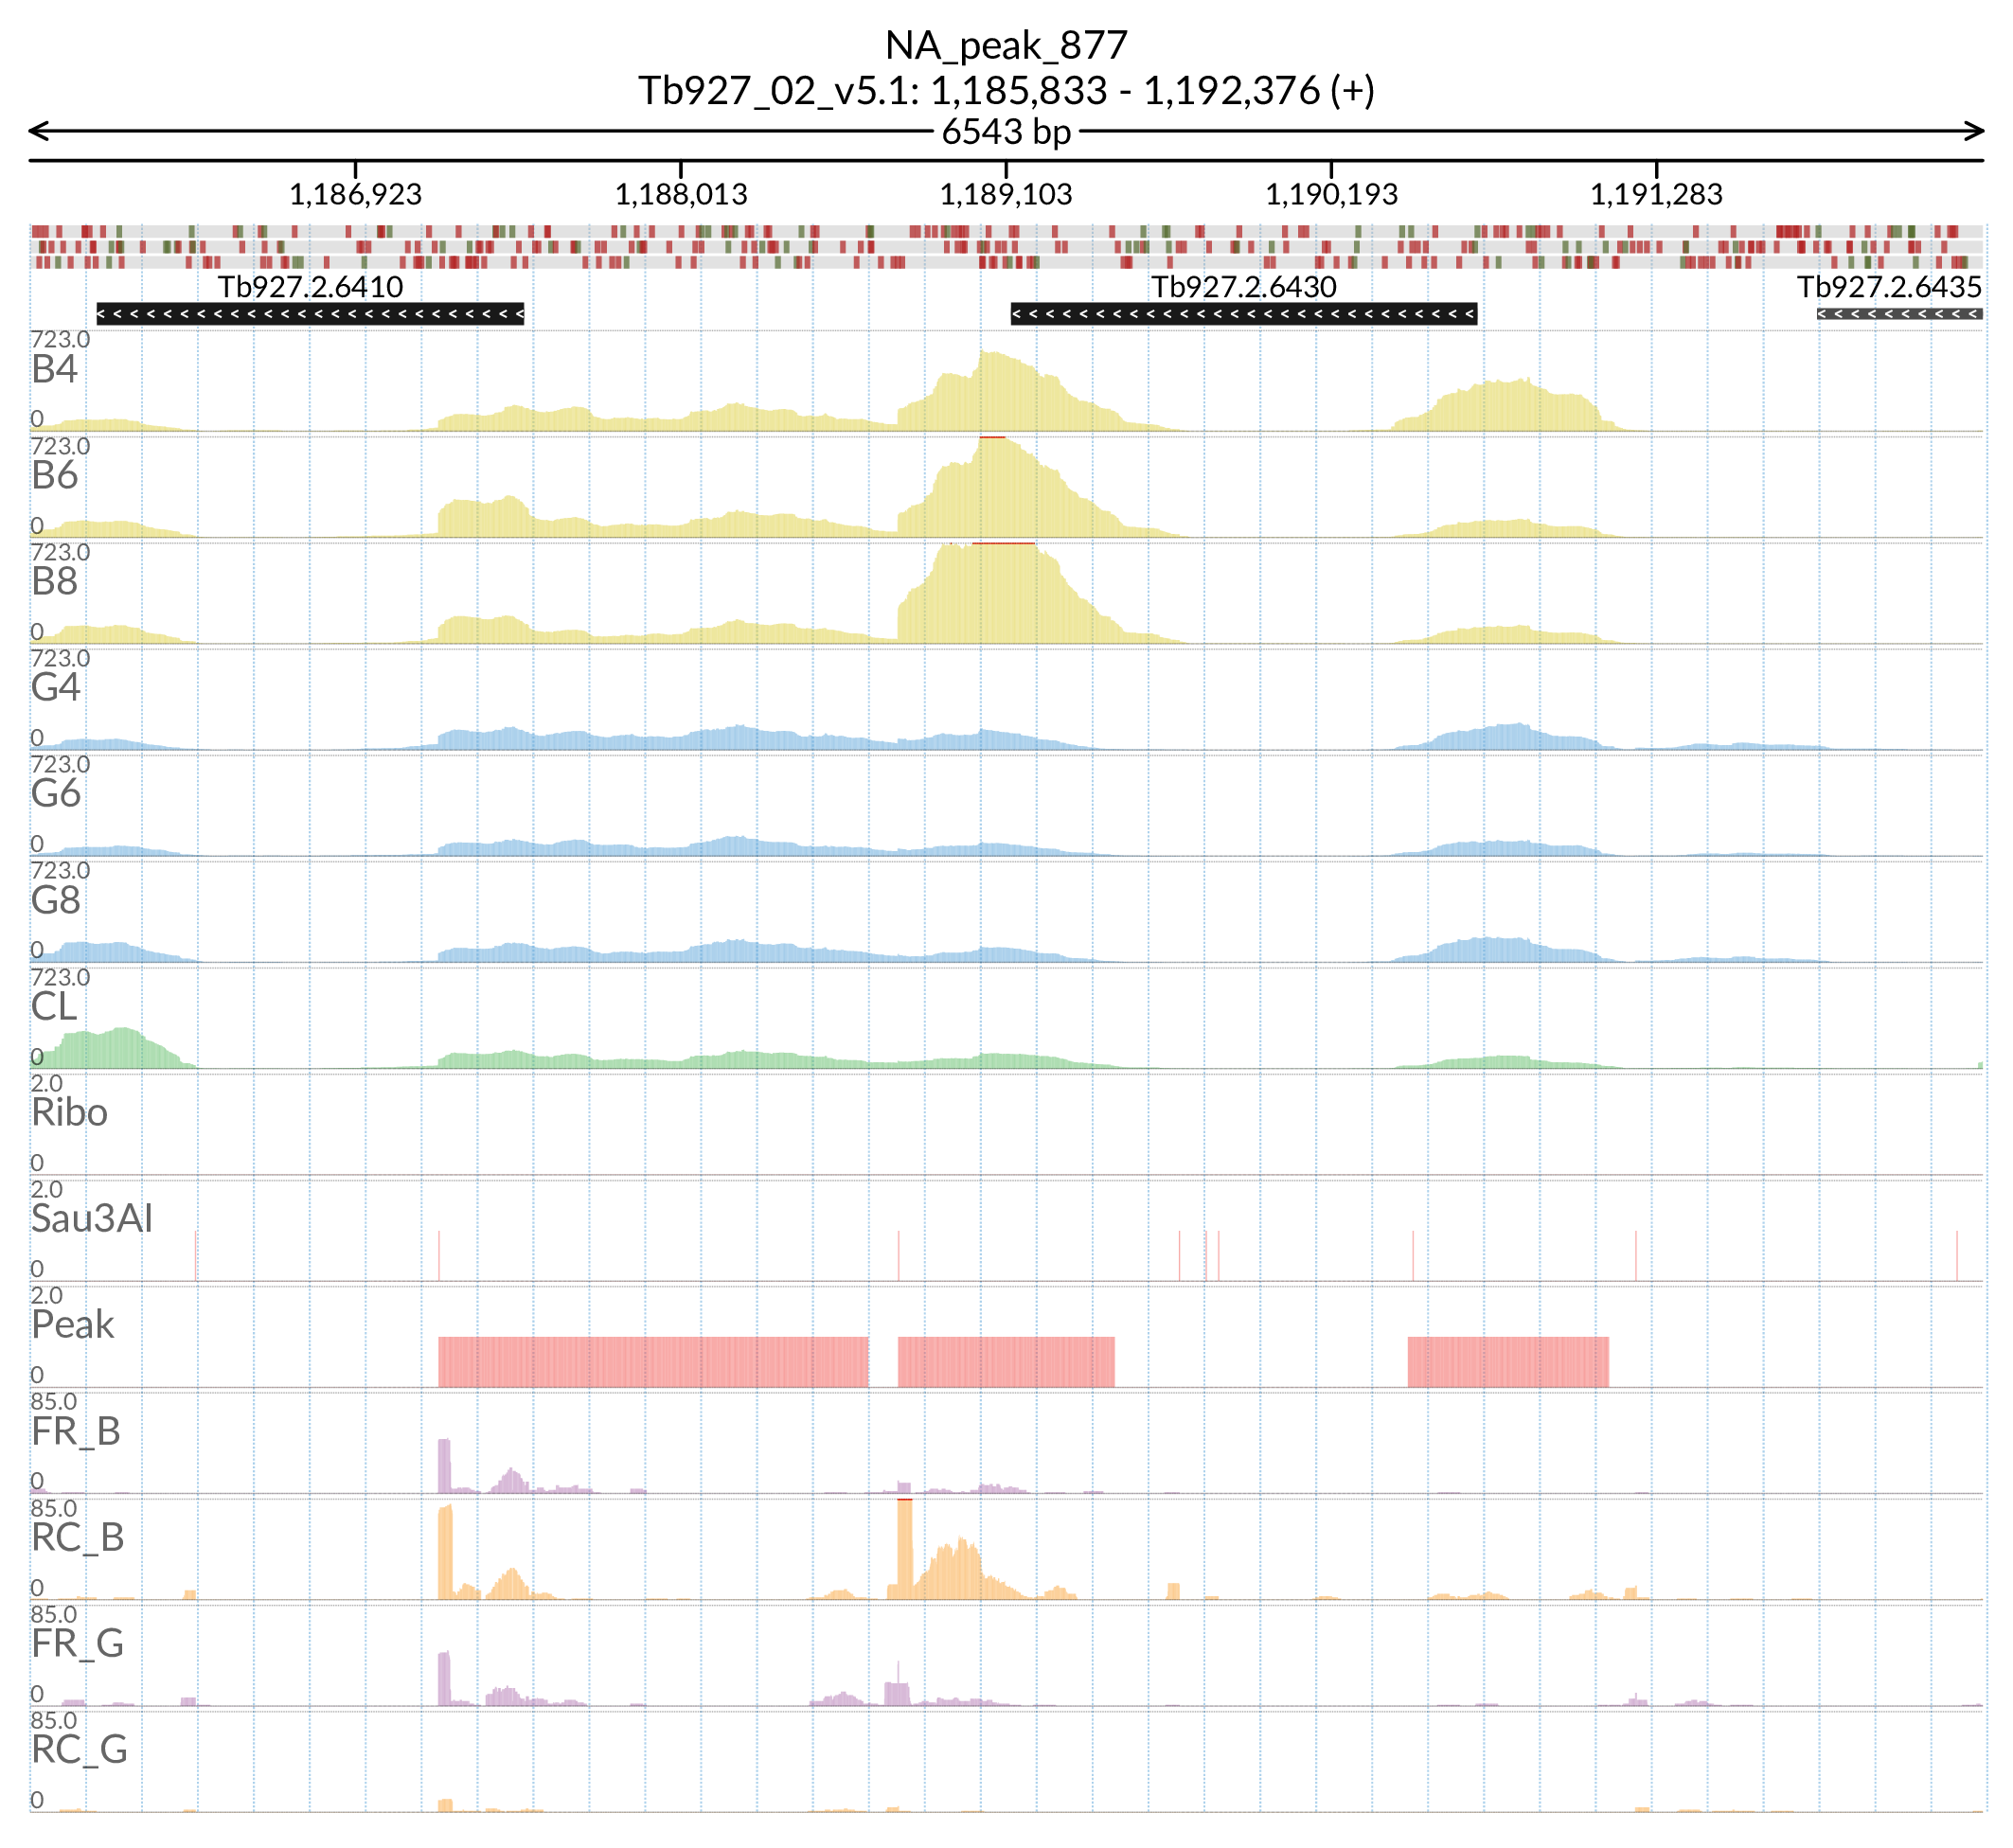 NA_peak_877
Tb927_02_v5.1: 1,185,833 - 1,192,376 (+)
6543 bp
1,186,923 1,188,013 1,189,103 1,190,193 1,191,283
Tb927.2.6410 Tb927.2.6430 Tb927.2.6435
723.0
B4
0
723.0
B6
0
723.0
B8
0
723.0
G4
0
723.0
G6
0
723.0
G8
0
723.0
CL
0
2.0
Ribo
0
2.0
Sau3AI
0
2.0
Peak
0
85.0
FR_B
0
85.0
RC_B
0
85.0
FR_G
0
85.0
RC_G
0